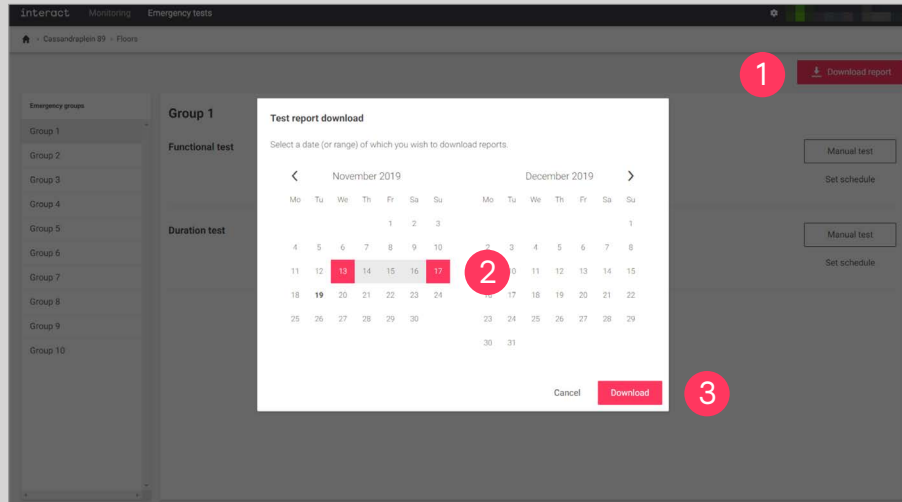 interact Monitoring Emergency tests
Cassandraplein 89 > Floors
1
Download report
Emergency groups
Group 1
Group 2
Group 3
Group 4
Group 5
Group 6
Group 7
Group 8
Group 9
Group 10
Group 1
Functional test
Manual test
Set schedule
Duration test
Manual test
Set schedule
Test report download
Select a date (or range) of which you wish to download reports.
November 2019
Mo Tu We Th Fr Sa Su
1 2 3
4 5 6 7 8 9 10
11 12 13 14 15 16 17
18 19 20 21 22 23 24
25 26 27 28 29 30
December 2019
Mo Tu We Th Fr Sa Su
1
2 3 4 5 6 7 8
10 11 12 13 14 15
16 17 18 19 20 21 22
23 24 25 26 27 28 29
30 31
2
Cancel Download
3